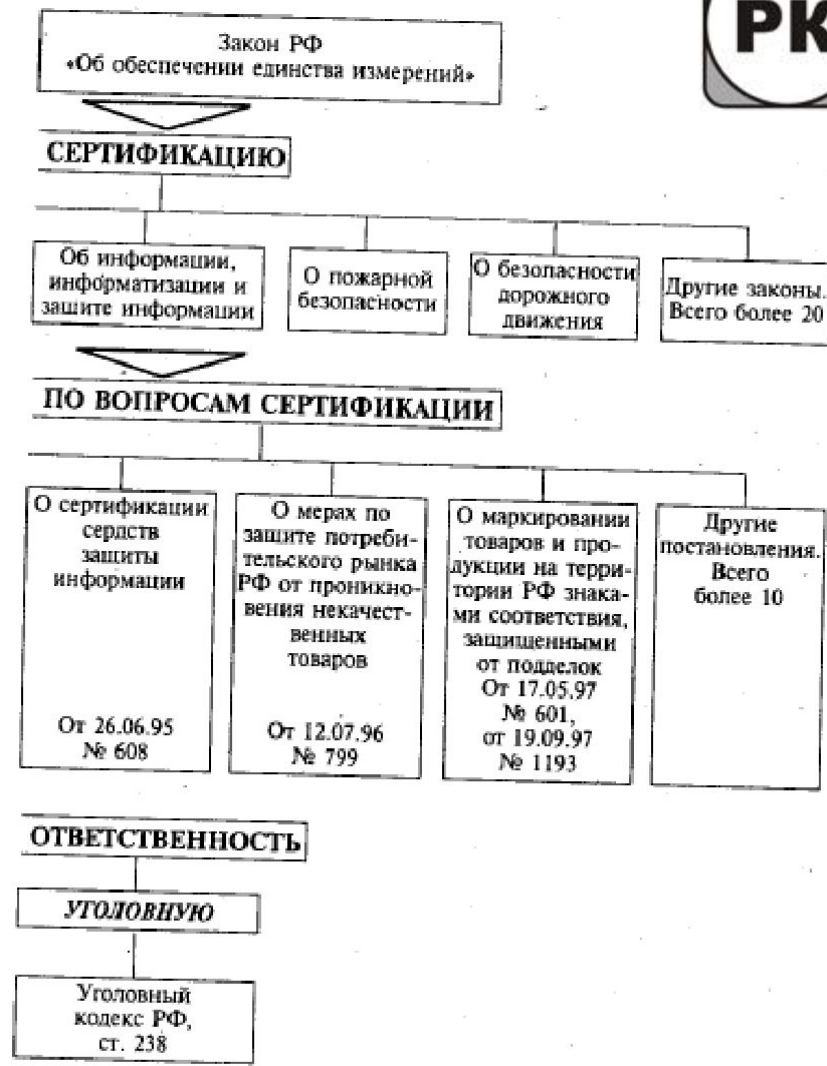 РК
Закон РФ
«Об обеспечении единства измерений»
СЕРТИФИКАЦИЮ
Об информации,
информатизации и
зашите информации
О пожарной
безопасности
О безопасности
дорожного
движения
Другие законы.
Всего более 20
ПО ВОПРОСАМ СЕРТИФИКАЦИИ
О сертификации
сердств
защиты
информации
От 26.06.95
№ 608
О мерах по
защите потреби-
тельского рынка
РФ от проникно-
вения некачест-
венных
товаров
От 12.07.96
№ 799
О маркировании
товаров и про-
дукции на терри-
тории РФ знака-
ми соответствия,
защищенными
от подделок
От 17.05.97
№ 601,
от 19.09.97
№ 1193
Другие
постановления.
Всего
более 10
ОТВЕТСТВЕННОСТЬ
УГОЛОВНУЮ
Уголовный
кодекс РФ,
ст. 238